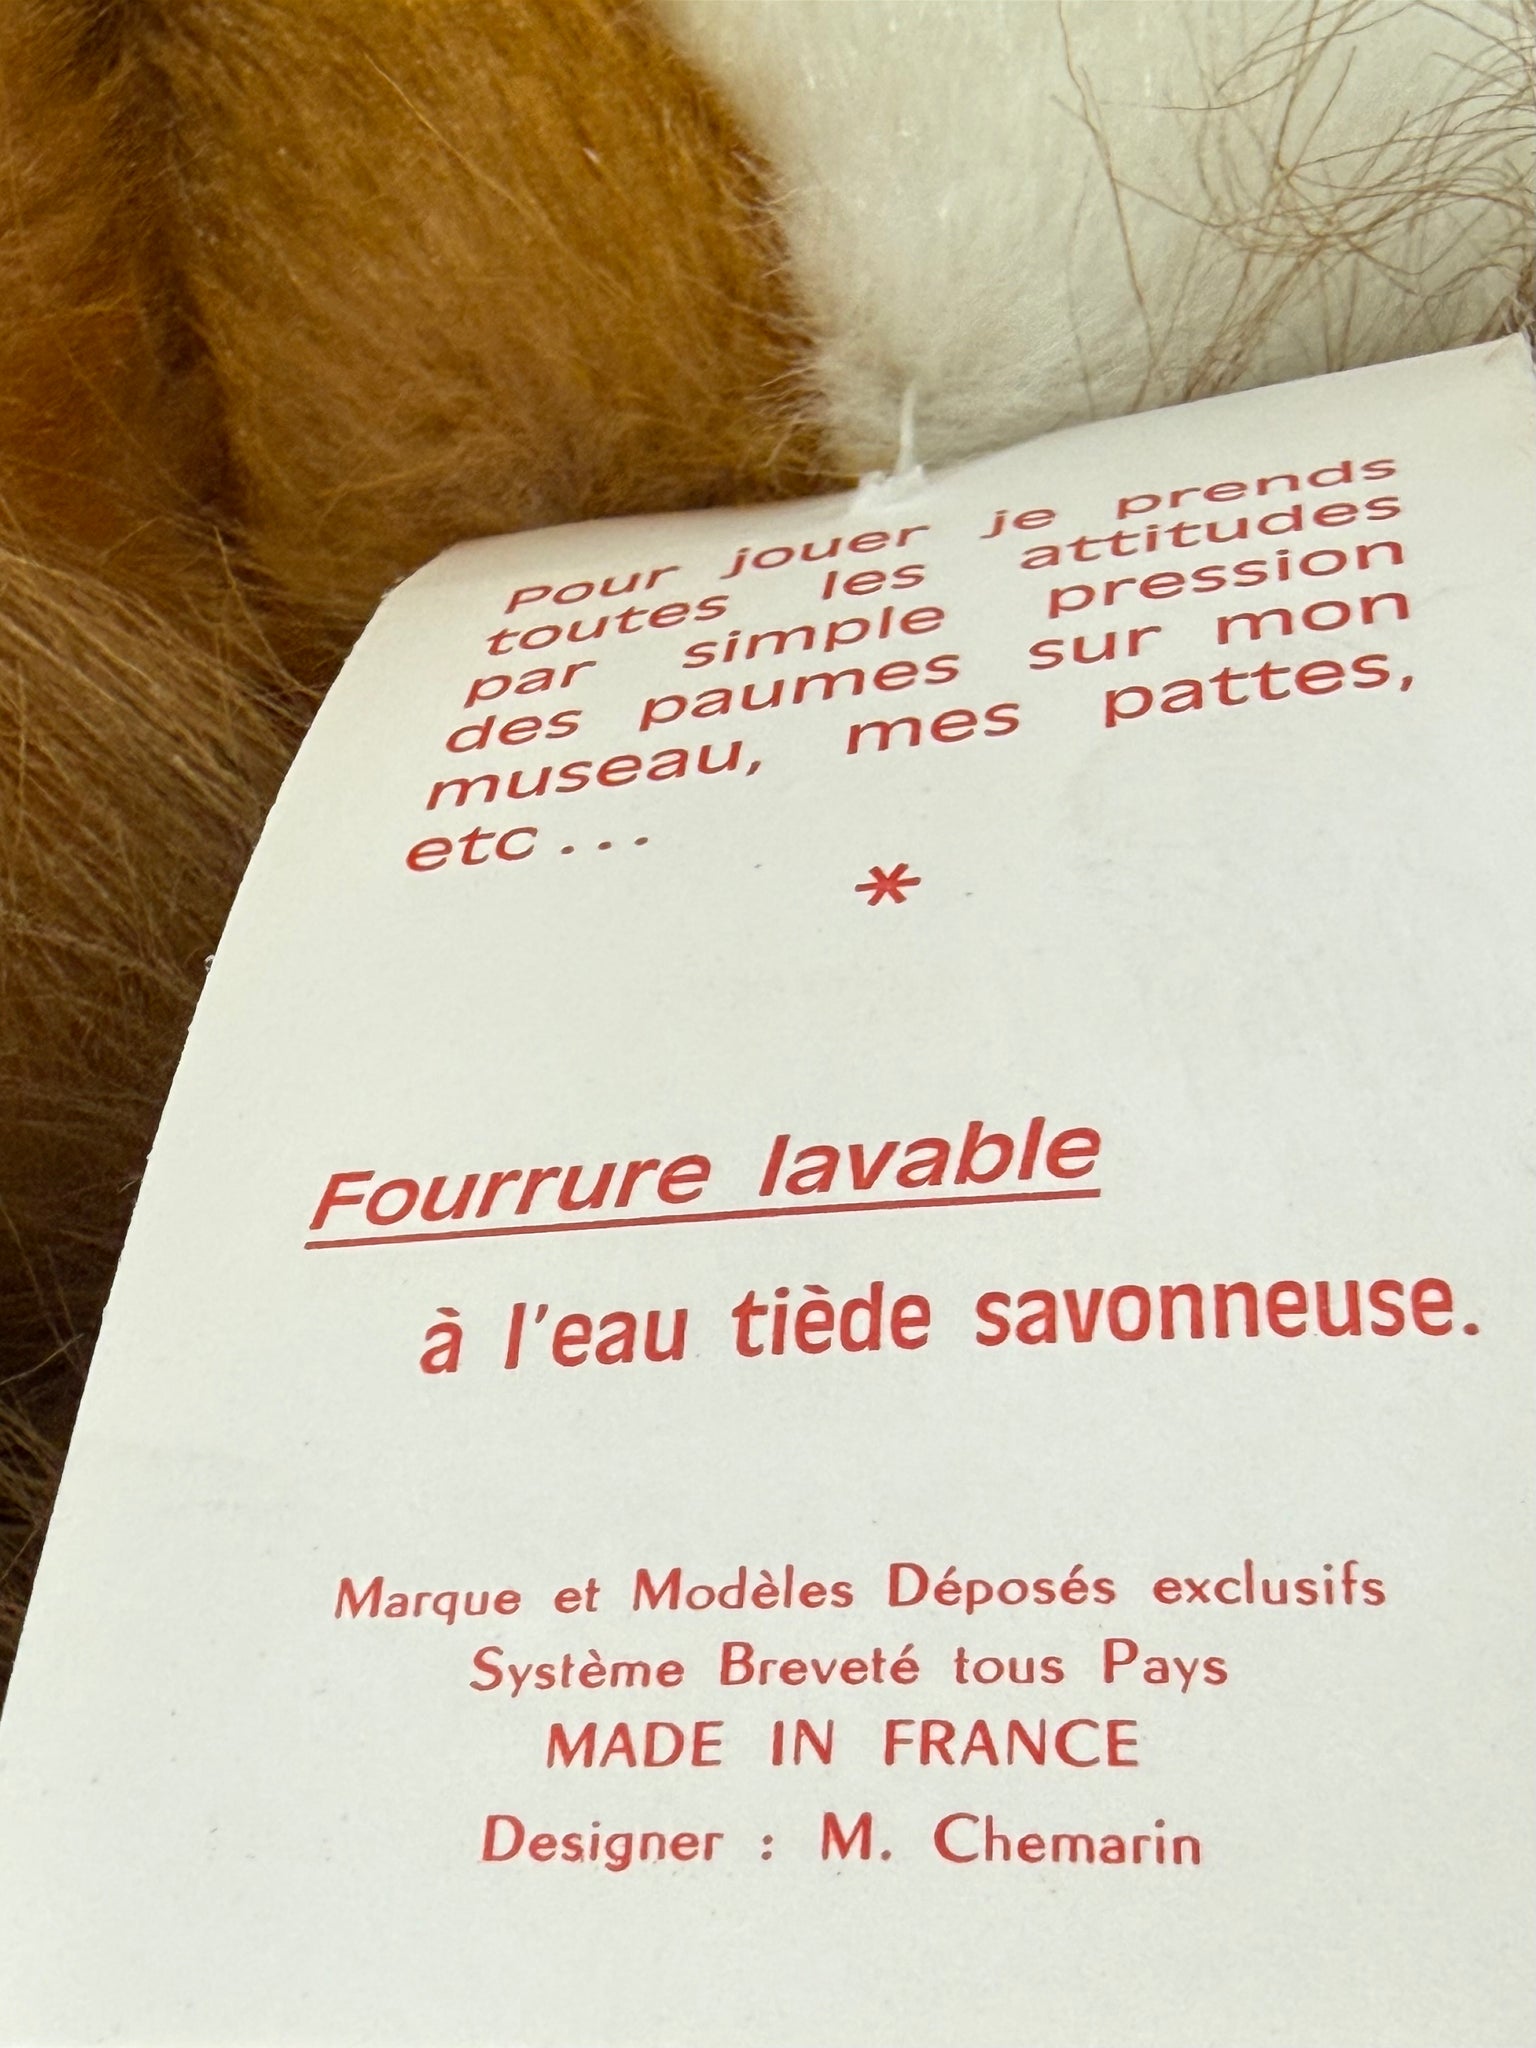 Pour jouer je prends
toutes les attitudes
par simple pression
des paumes sur mon
museau, mes pattes,
etc...
*
Fourrure lavable
à l'eau tiède savonneuse.
Marque et Modèles Déposés exclusifs
Système Breveté tous Pays
MADE IN FRANCE
Designer : M. Chemarin